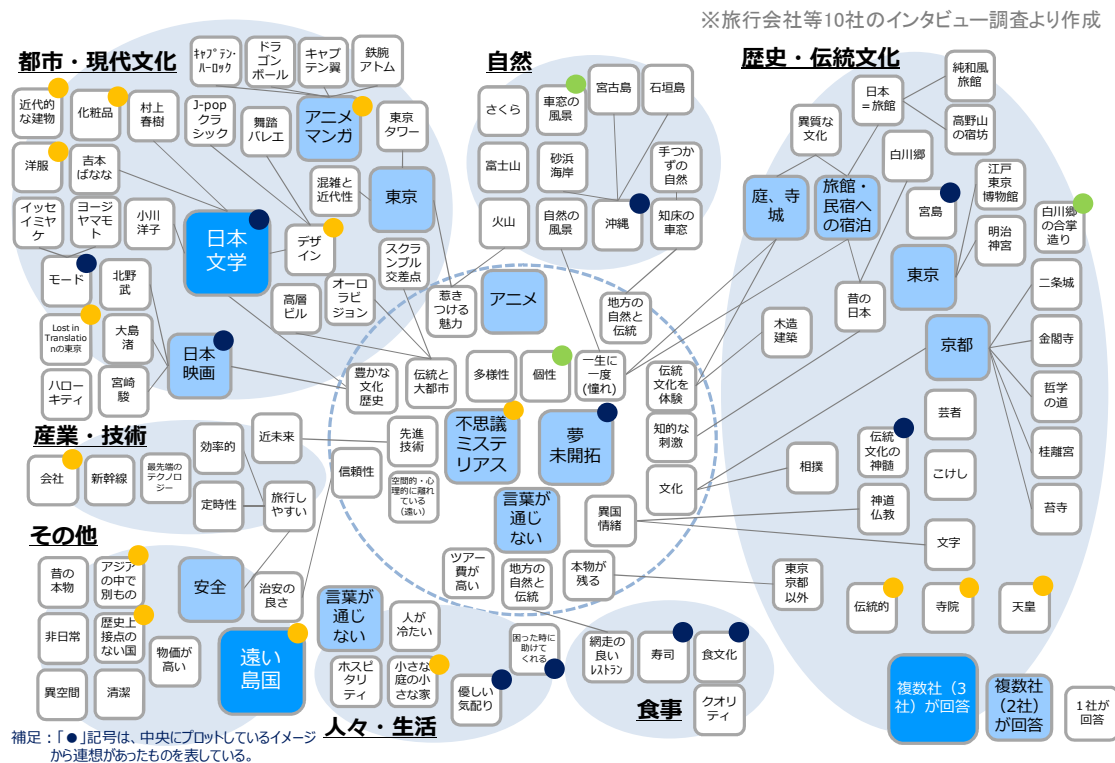 ※旅行会社等10社のインタビュー調査より作成
都市・現代文化
キャプテン・
ハーロック
ドラ
ゴン
ボール
キャプ
テン翼
鉄腕
アトム
近代的
な建物
化粧品
村上
春樹
J-pop
クラ
シック
舞踏
バレエ
アニメ
マンガ
東京
タワー
洋服
吉本
ばなな
混雑と
近代性
東京
イッセ
イミヤ
ケ
ヨージ
ヤマモ
ト
小川
洋子
日本
文学
デザ
イン
スクラ
ンブル
交差点
モード
北野
武
高層
ビル
オーロ
ラビ
ジョン
Lost in
Translatio
nの東京
大島
渚
日本
映画
ハロー
キティ
宮崎
駿
自然
さくら
車窓の
風景
宮古島
石垣島
富士山
砂浜
海岸
手つか
ずの
自然
火山
自然の
風景
沖縄
知床の
車窓
歴史・伝統文化
純和風
旅館
日本
=旅館
異質な
文化
高野山
の宿坊
白川郷
庭、寺
城
旅館・
民宿へ
の宿泊
宮島
江戸
東京
博物館
白川郷
の合掌
造り
明治
神宮
東京
昔の
日本
二条城
木造
建築
京都
金閣寺
哲学
の道
芸者
桂離宮
相撲
伝統
文化の
神髄
こけし
苔寺
神道
仏教
文字
東京
京都
以外
伝統的
寺院
天皇
惹き
つける
魅力
アニメ
地方の
自然と
伝統
豊かな
文化
歴史
伝統と
大都市
多様性
個性
一生に
一度
(憧れ)
伝統
文化を
体験
先進
技術
不思議
ミステ
リアス
夢
未開拓
知的な
刺激
信頼性
空間的・心
理的に離れ
ている
(遠い)
文化
言葉が
通じ
ない
異国
情緒
ツアー
費が
高い
地方の
自然と
伝統
本物が
残る
産業・技術
会社
新幹線
最先端の
テクノロ
ジー
効率的
近未来
定時性
旅行し
やすい
その他
昔の
本物
アジア
の中で
別もの
安全
治安の
良さ
非日常
歴史上
接点の
ない国
物価が
高い
遠い
島国
異空間
清潔
言葉が
通じ
ない
人が
冷たい
困った時に
助けて
くれる
ホスピ
タリ
ティ
小さな
庭の小
さな家
優しい
気配り
人々・生活
網走の
良い
レストラン
寿司
食文化
クオリ
ティ
食事
複数社(3
社)が回答
複数社
(2社)
が回答
1社が
回答
補足:「●」記号は、中央にプロットしているイメージ
から連想があったものを表している。